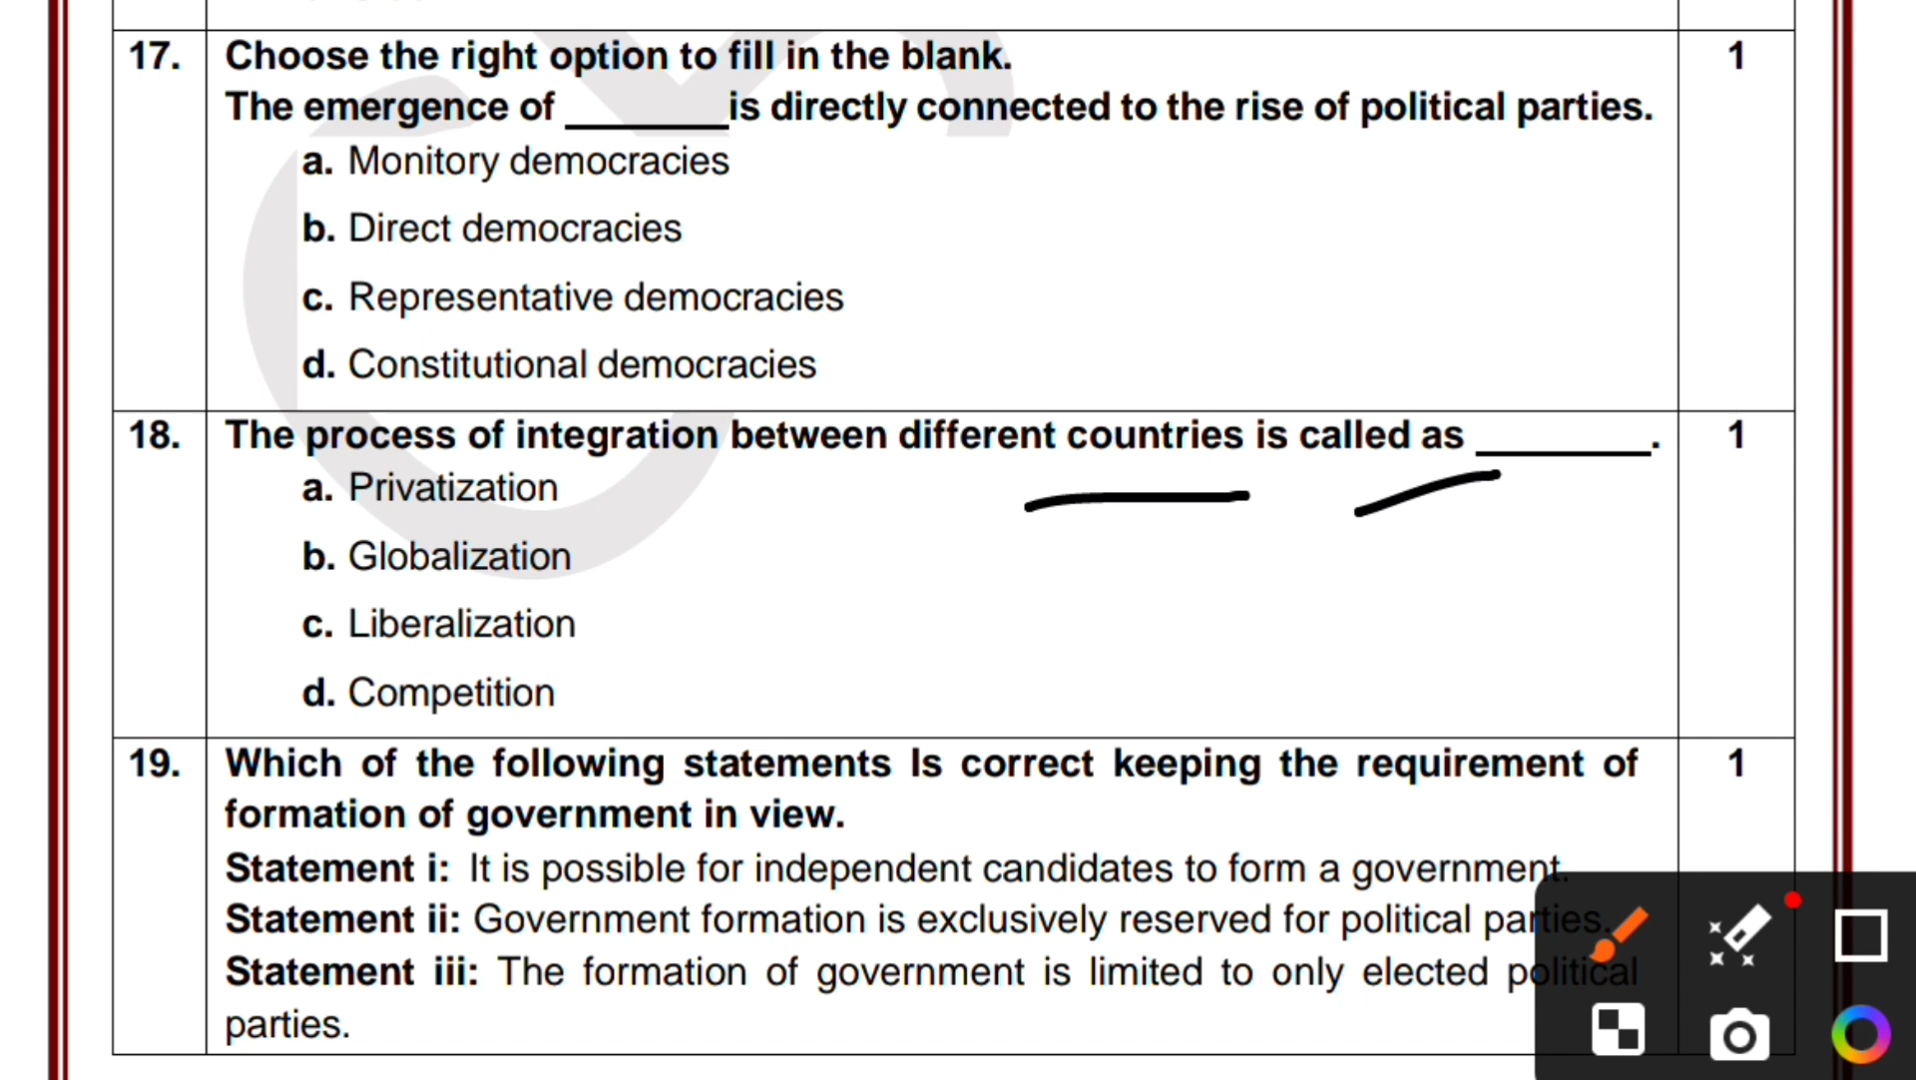 17. Choose the right option to fill in the blank. 1
The emergence of ________is directly connected to the rise of political parties.
a. Monitory democracies
b. Direct democracies
c. Representative democracies
d. Constitutional democracies
18. The process of integration between different countries is called as ________. 1
a. Privatization
b. Globalization
c. Liberalization
d. Competition
19. Which of the following statements Is correct keeping the requirement of 1
formation of government in view.
Statement i: It is possible for independent candidates to form a government.
Statement ii: Government formation is exclusively reserved for political parties.
Statement iii: The formation of government is limited to only elected political
parties.